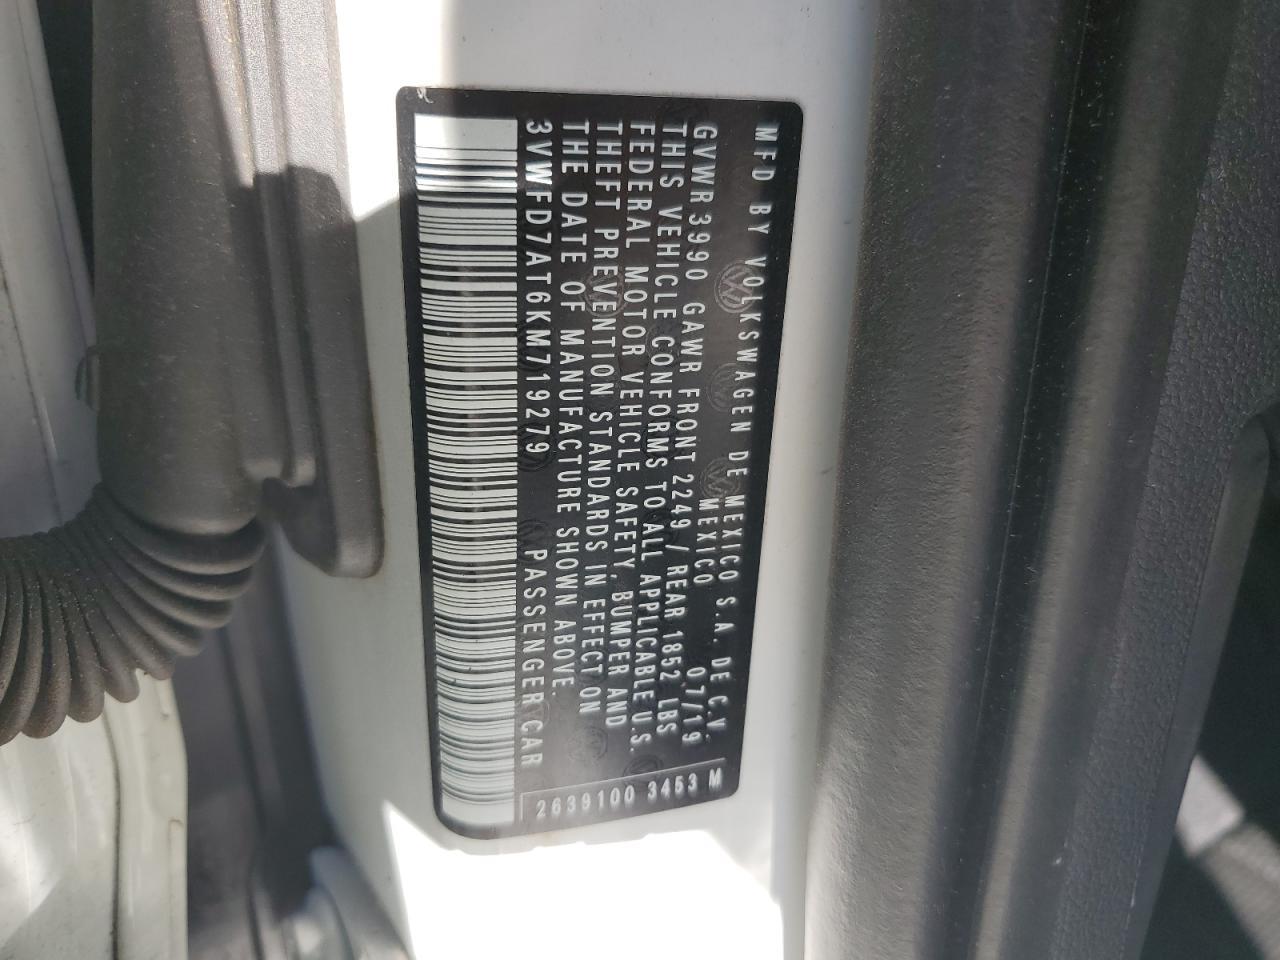 MFD BY VOLKSWAGEN DE MEXICO S.A. DE C.V.
MEXICO 07/19
GVWR3990 GAWR FRONT 2249 / REAR 1852 LBS
THIS VEHICLE CONFORMS TO ALL APPLICABLE U.S.
FEDERAL MOTOR VEHICLE SAFETY, BUMPER AND
THEFT PREVENTION STANDARDS IN EFFECT ON
THE DATE OF MANUFACTURE SHOWN ABOVE.
3VWFD7AT6KM719279 PASSENGER CAR
2639100 3453 M